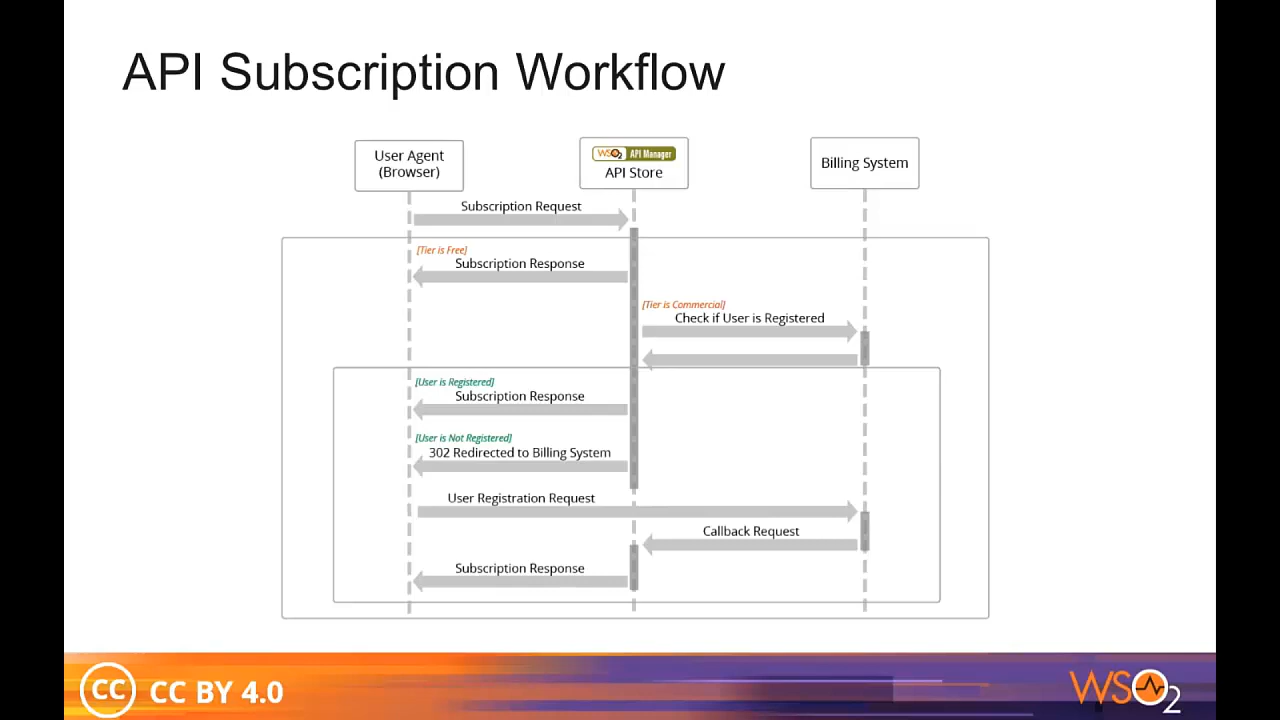 API Subscription Workflow
User Agent
(Browser)
WSO2 API Manager
API Store
Billing System
Subscription Request
[Tier is Free]
Subscription Response
[Tier is Commercial]
Check if User is Registered
[User is Registered]
Subscription Response
[User is Not Registered]
302 Redirected to Billing System
User Registration Request
Callback Request
Subscription Response
CC CC BY 4.0
WSO2